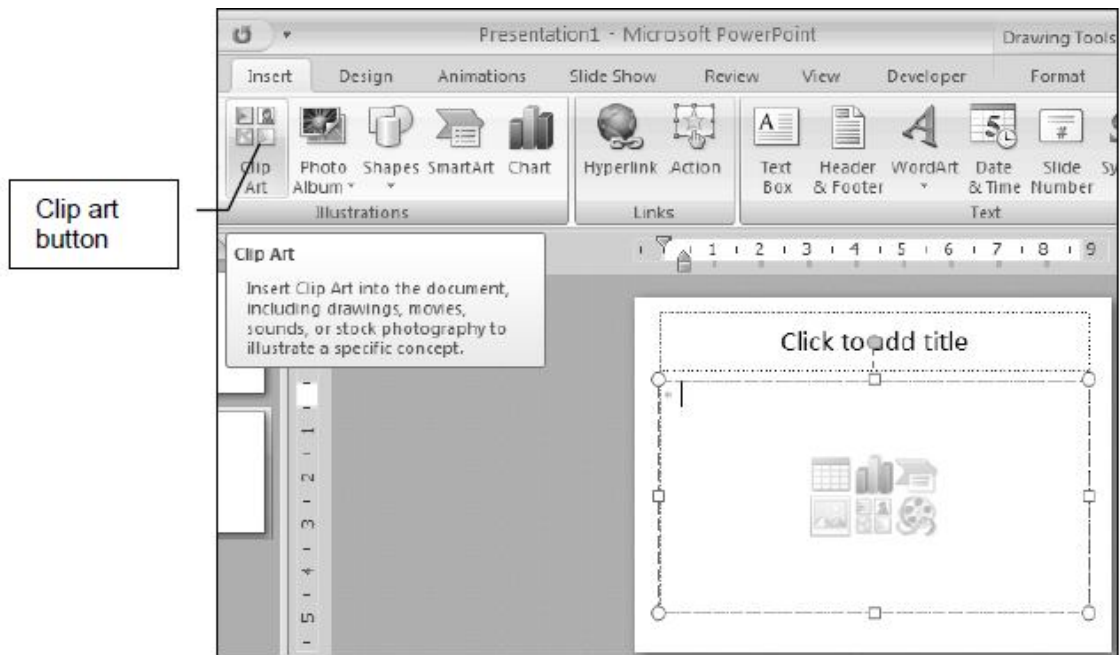 Presentation1 - Microsoft PowerPoint
Drawing Tools
Insert Design Animations Slide Show Review View Developer Format
Clip Art
Photo Album
Shapes
SmartArt
Chart
Hyperlink
Action
Text Box
Header & Footer
WordArt
5
Date & Time
#
Slide Number
Sy
Illustrations
Links
Text
Clip art
button
Clip Art
Insert Clip Art into the document,
including drawings, movies,
sounds, or stock photography to
illustrate a specific concept.
1 2 3 4 5 6 7 8 9
Click to add title
1
2
3
4
5